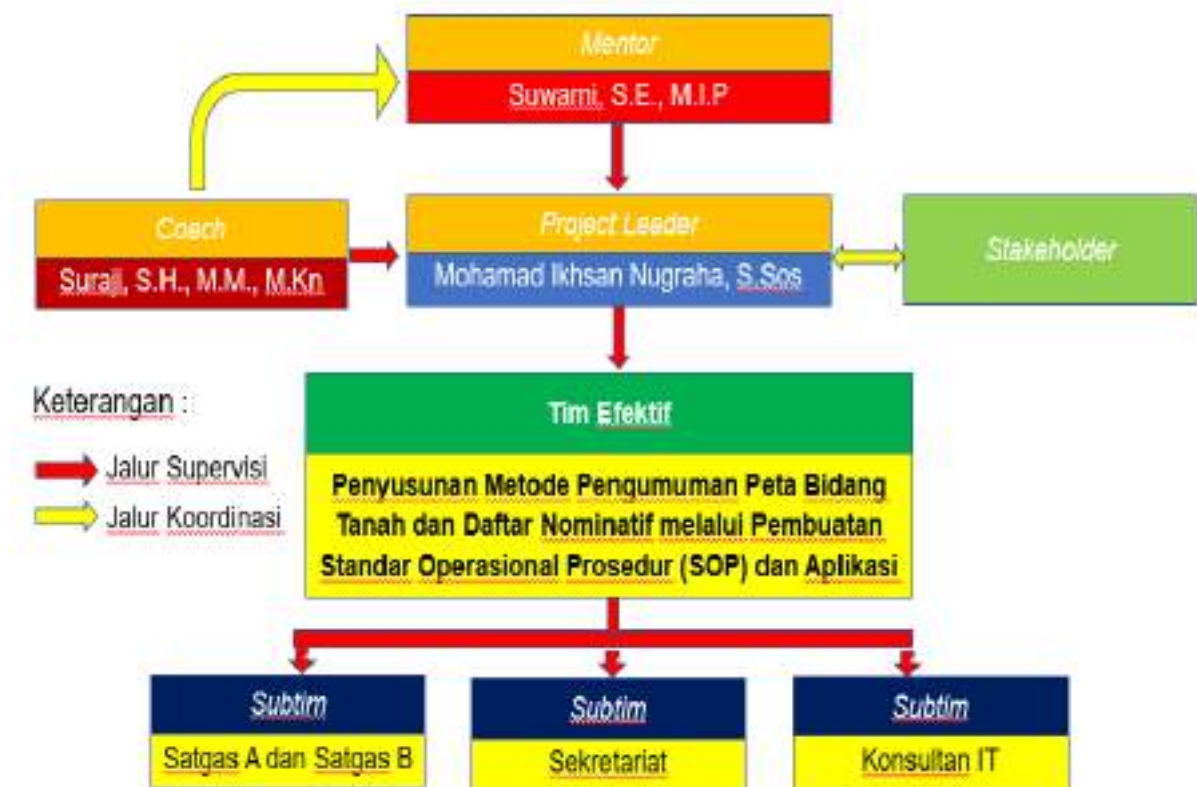 Mentor
Suwarni, S.E., M.I.P
Coach
Suraji, S.H., M.M., M.Kn
Project Leader
Mohamad Ikhsan Nugraha, S.Sos
Stakeholder
Keterangan :
Jalur Supervisi
Jalur Koordinasi
Tim Efektif
Penyusunan Metode Pengumuman Peta Bidang
Tanah dan Daftar Nominatif melalui Pembuatan
Standar Operasional Prosedur (SOP) dan Aplikasi
Subtim
Satgas A dan Satgas B
Subtim
Sekretariat
Subtim
Konsultan IT